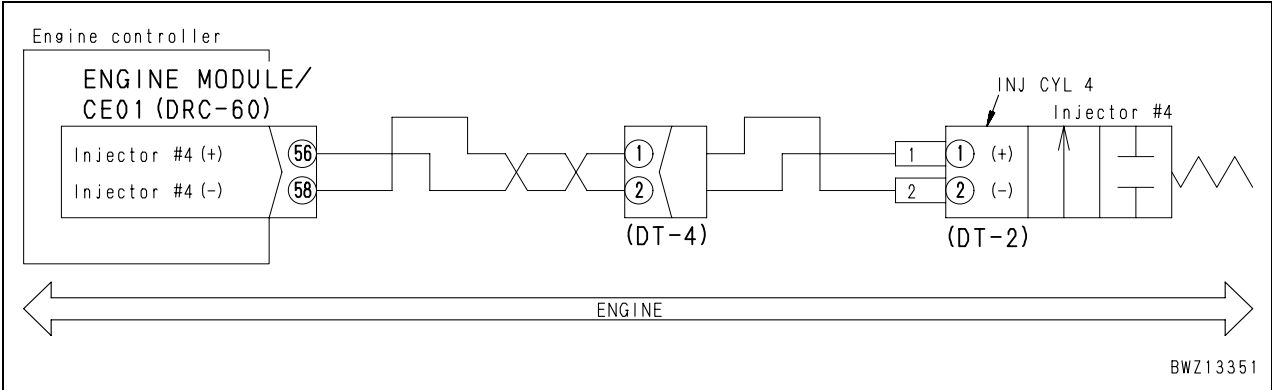 Engine controller
ENGINE MODULE/
CE01 (DRC-60)
Injector #4 (+) 56
Injector #4 (-) 58
1
2
(DT-4)
INJ CYL 4
Injector #4
1 1 (+)
2 2 (-)
(DT-2)
ENGINE
BWZ13351